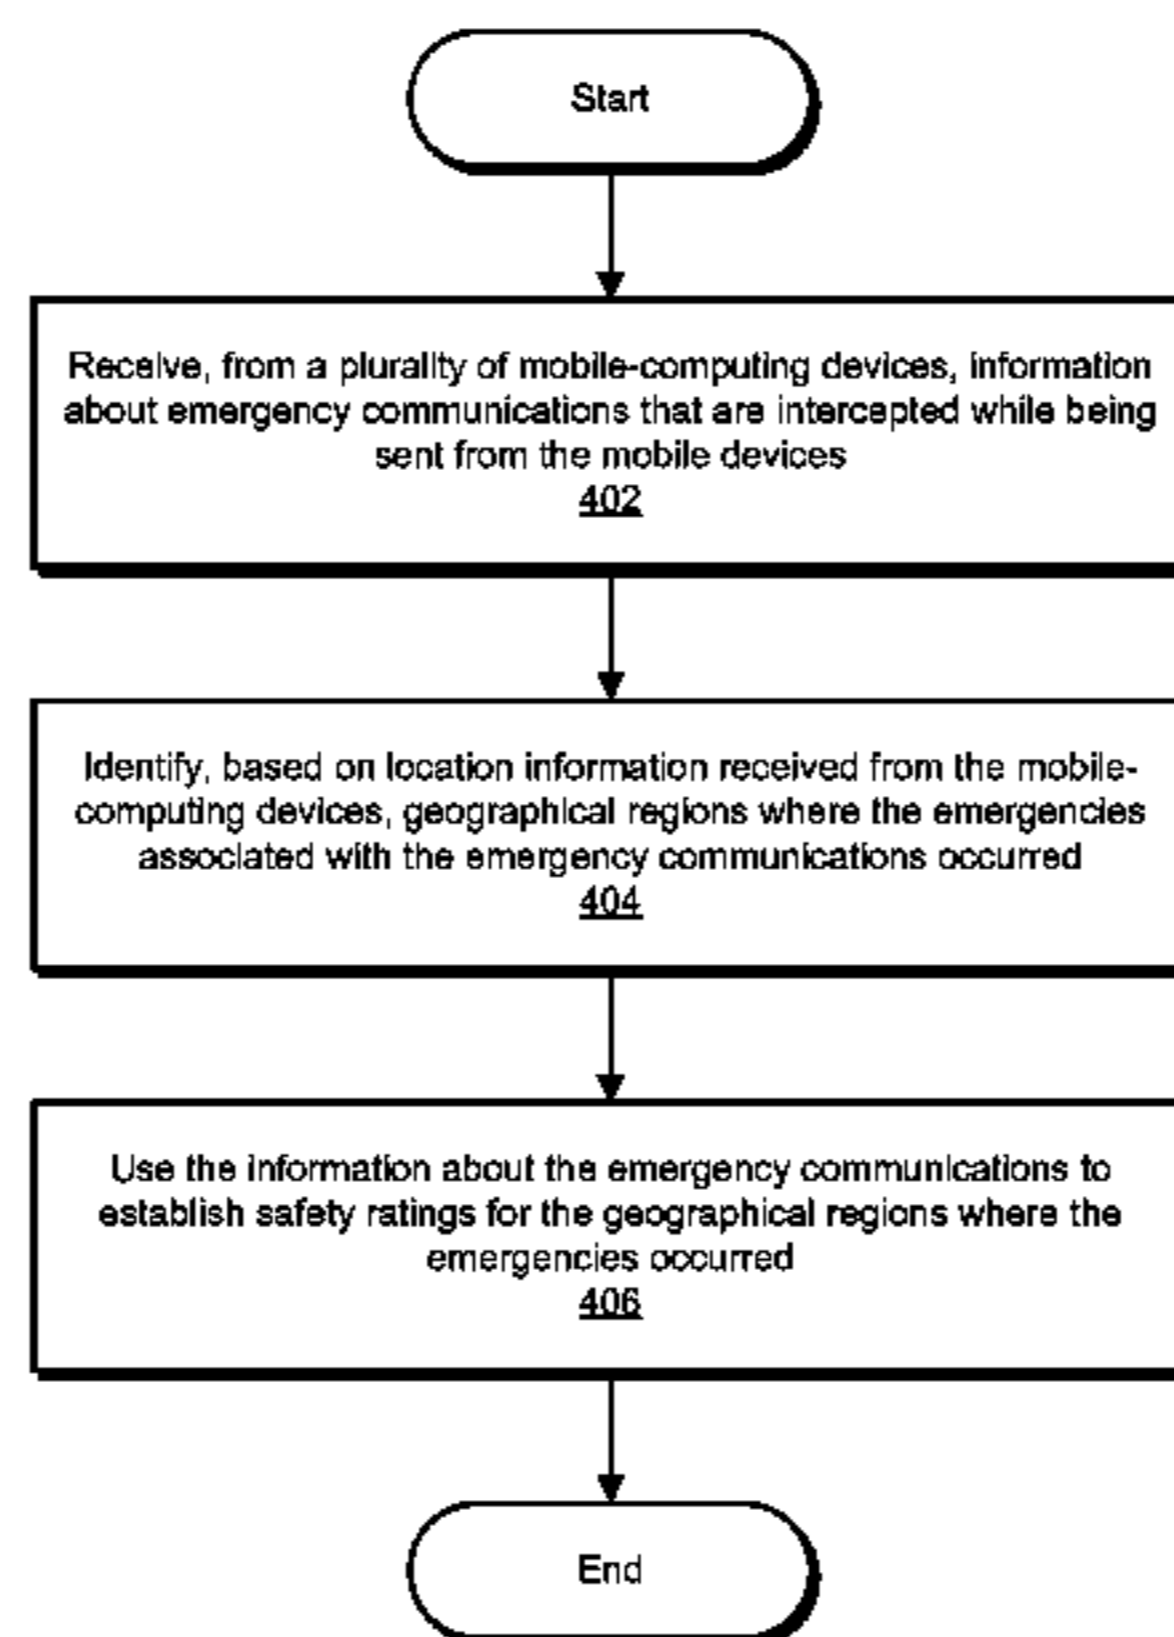 Start
Receive, from a plurality of mobile-computing devices, information
about emergency communications that are intercepted while being
sent from the mobile devices
402
Identify, based on location information received from the mobile-
computing devices, geographical regions where the emergencies
associated with the emergency communications occurred
404
Use the information about the emergency communications to
establish safety ratings for the geographical regions where the
emergencies occurred
406
End